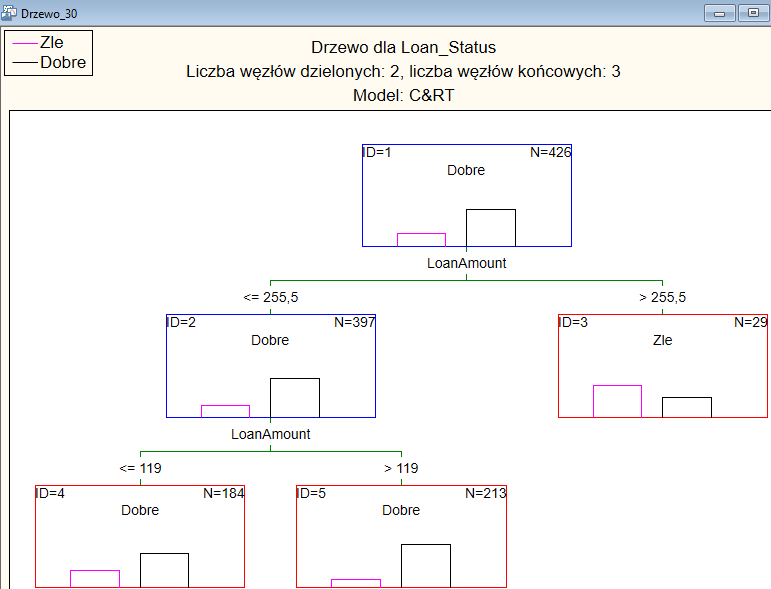 Drzewo_30
Zle
Dobre
Drzewo dla Loan_Status
Liczba węzłów dzielonych: 2, liczba węzłów końcowych: 3
Model: C&RT
ID=1 N=426
Dobre
LoanAmount
<= 255,5 > 255,5
ID=2 N=397 ID=3 N=29
Dobre Zle
LoanAmount
<= 119 > 119
ID=4 N=184 ID=5 N=213
Dobre Dobre